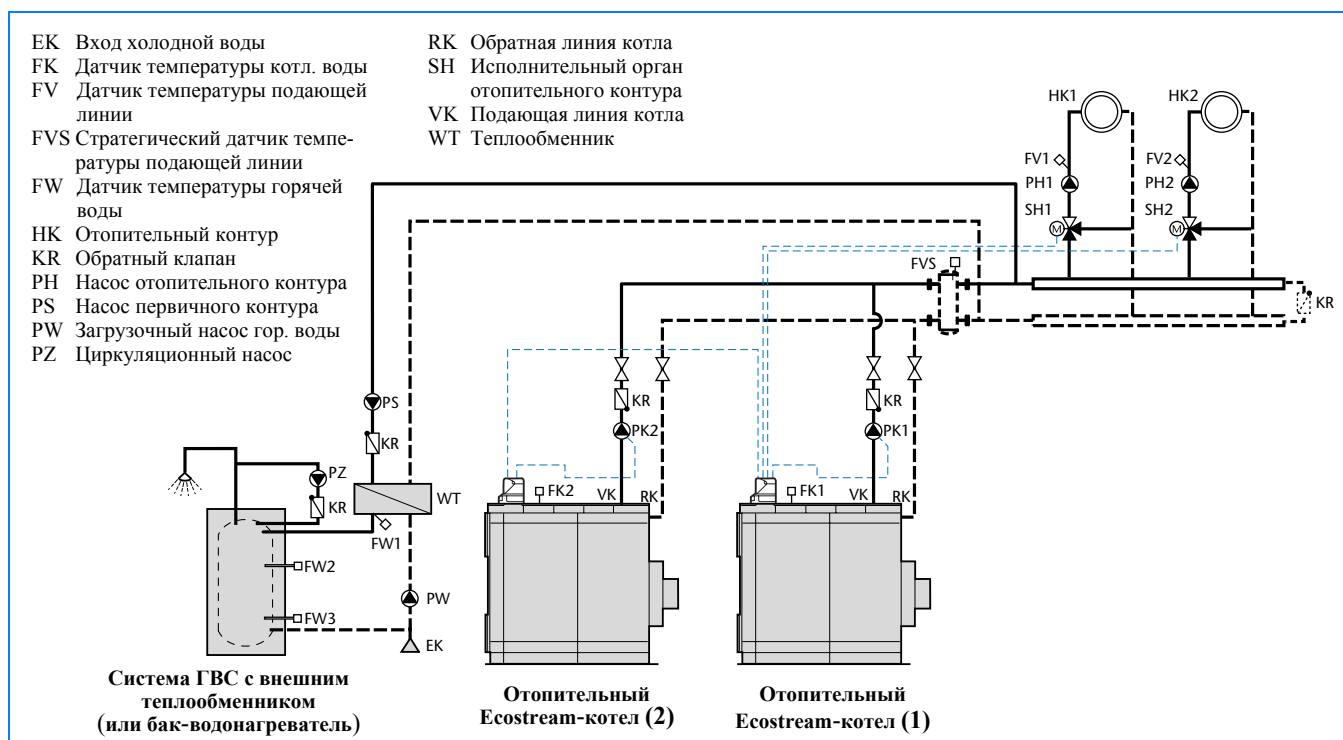 EK Вход холодной воды
FK Датчик температуры котл. воды
FV Датчик температуры подающей
линии
FVS Стратегический датчик темпе-
ратуры подающей линии
FW Датчик температуры горячей
воды
HK Отопительный контур
KR Обратный клапан
PH Насос отопительного контура
PS Насос первичного контура
PW Загрузочный насос гор. воды
PZ Циркуляционный насос
RK Обратная линия котла
SH Исполнительный орган
отопительного контура
VK Подающая линия котла
WT Теплообменник
HK1
HK2
FV1
FV2
PH1
PH2
SH1
SH2
M
M
FVS
KR
PS
KR
KR
KR
PK2
PK1
PZ
KR
WT
FW1
FK2
VK
RK
FK1
VK
RK
FW2
FW3
PW
EK
Система ГВС с внешним
теплообменником
(или бак-водонагреватель)
Отопительный
Ecostream-котел (2)
Отопительный
Ecostream-котел (1)